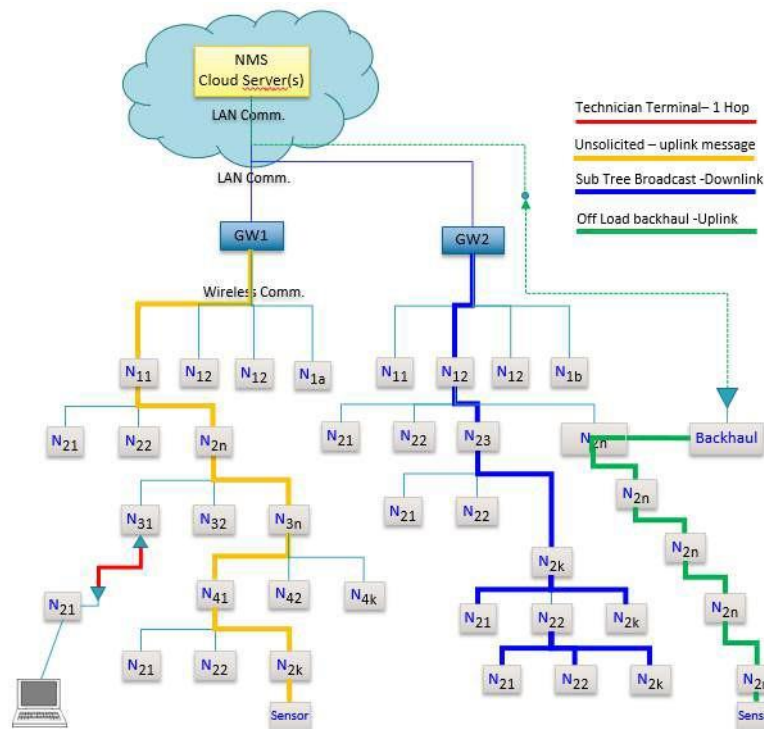 NMS
Cloud Server(s)
LAN Comm.
Technician Terminal– 1 Hop
Unsolicited – uplink message
LAN Comm.
Sub Tree Broadcast -Downlink
Off Load backhaul -Uplink
GW1
GW2
Wireless Comm.
N11 N12 N12 N1a N11 N12 N12 N1b
N21 N22 N2n N21 N22 N23 N2n Backhaul
N2n
N31 N32 N3n N21 N22
N2n
N2k
N21 N41 N42 N4k N21 N22 N2k N2n
N21 N22 N2k N21 N22 N2k
Sensor